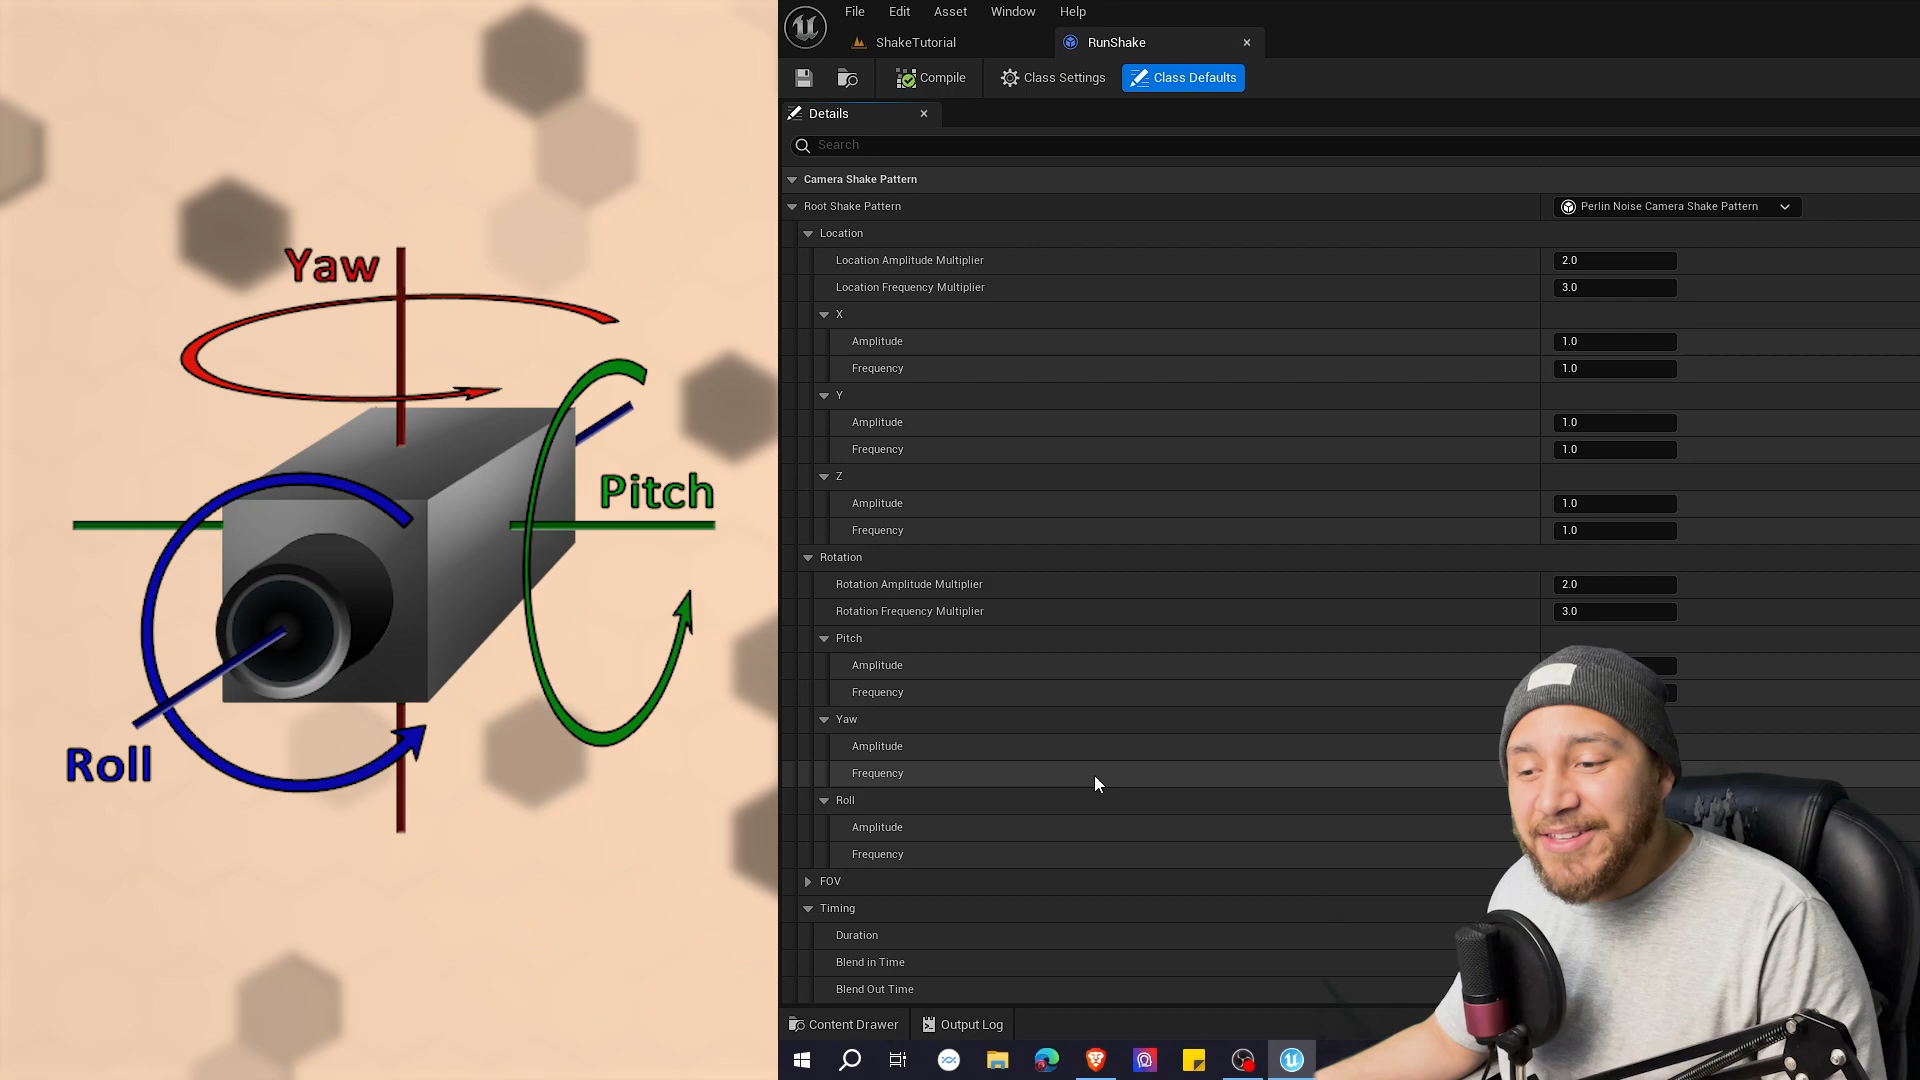 Yaw
Pitch
Roll
File Edit Asset Window Help
ShakeTutorial
RunShake
Compile
Class Settings
Class Defaults
Details
Search
Camera Shake Pattern
Root Shake Pattern
Perlin Noise Camera Shake Pattern
Location
Location Amplitude Multiplier 2.0
Location Frequency Multiplier 3.0
X
Amplitude 1.0
Frequency 1.0
Y
Amplitude 1.0
Frequency 1.0
Z
Amplitude 1.0
Frequency 1.0
Rotation
Rotation Amplitude Multiplier 2.0
Rotation Frequency Multiplier 3.0
Pitch
Amplitude
Frequency
Yaw
Amplitude
Frequency
Roll
Amplitude
Frequency
FOV
Timing
Duration
Blend in Time
Blend Out Time
Content Drawer
Output Log